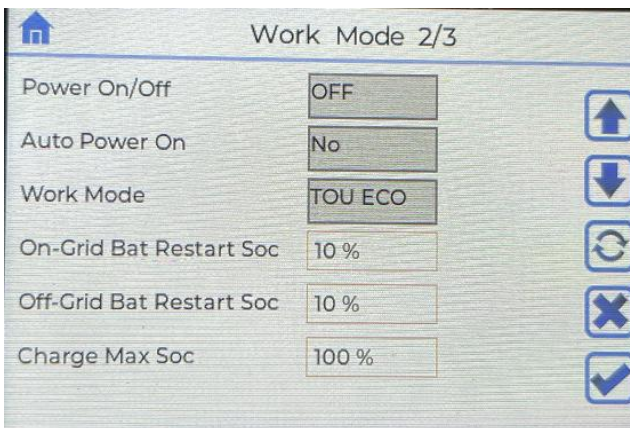 Work Mode 2/3
Power On/Off OFF
Auto Power On No
Work Mode TOU ECO
On-Grid Bat Restart Soc 10 %
Off-Grid Bat Restart Soc 10 %
Charge Max Soc 100 %